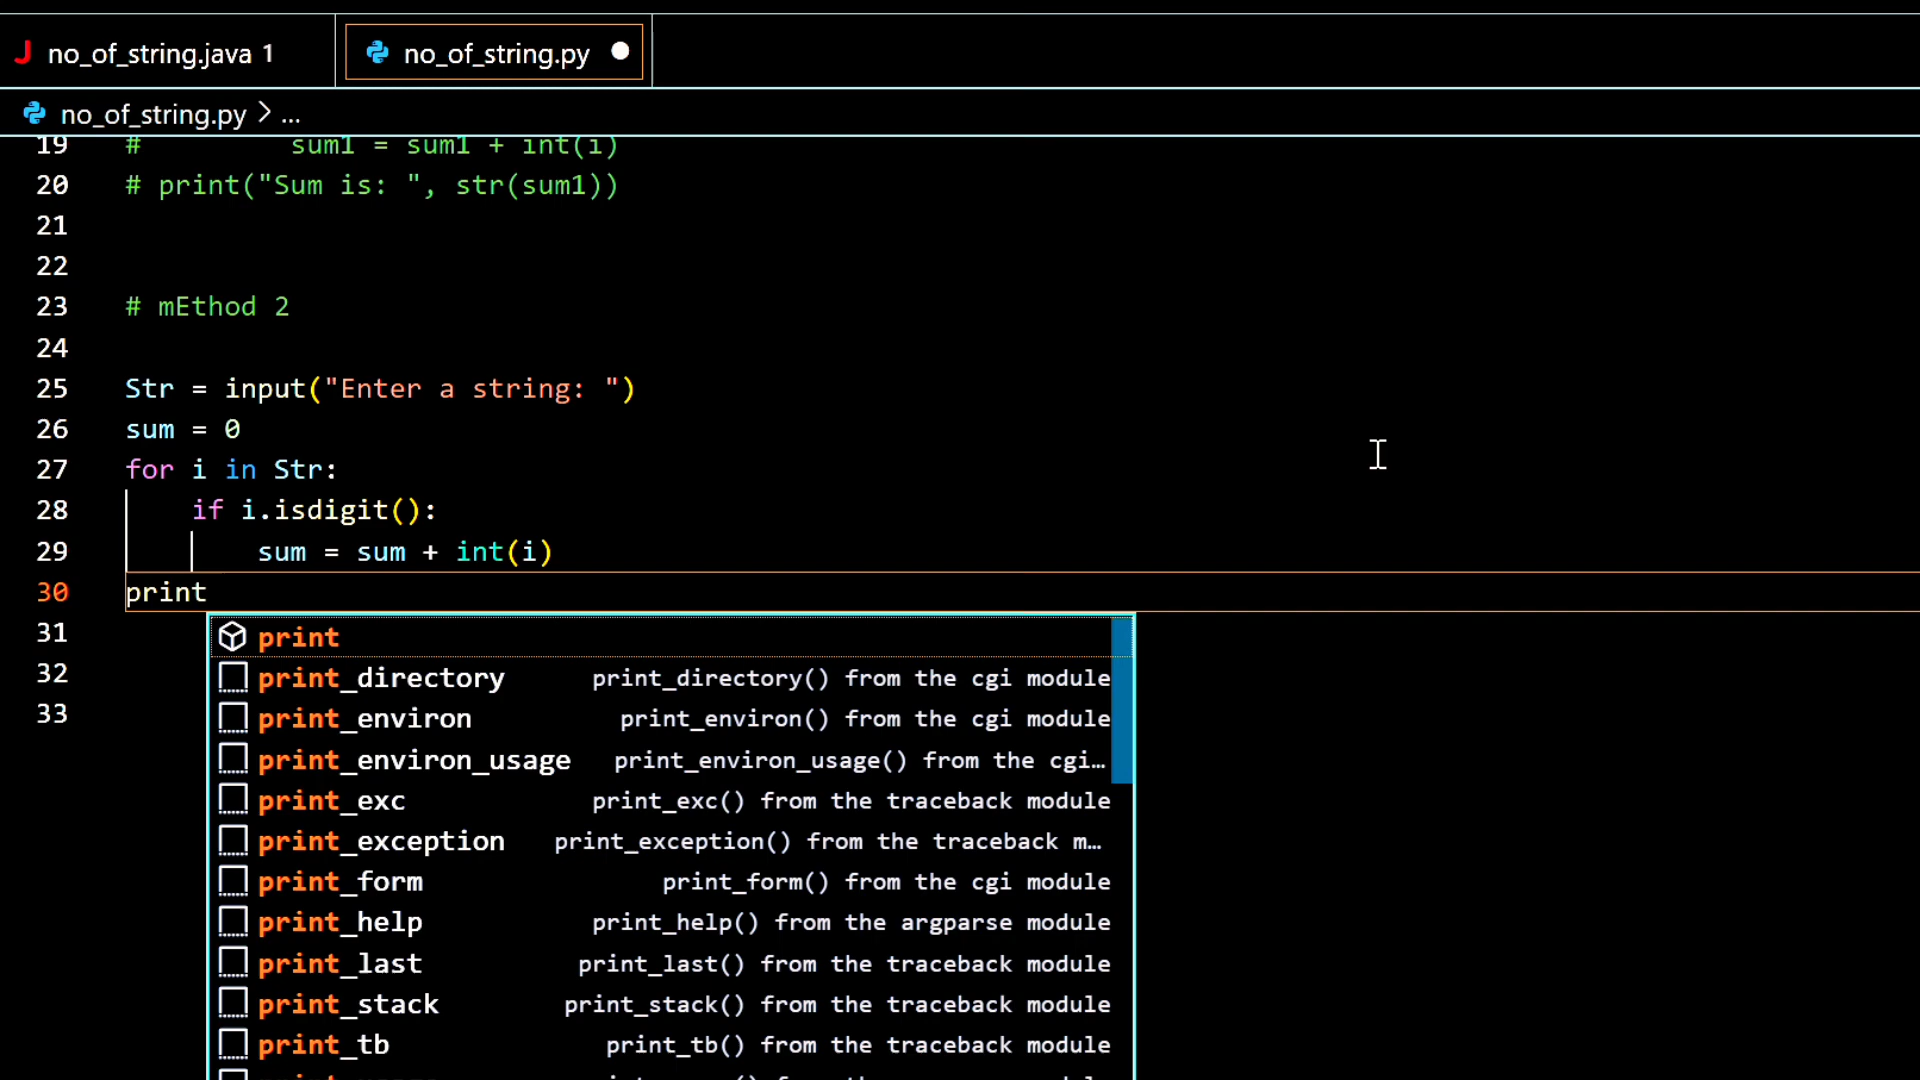 no_of_string.java 1
no_of_string.py
no_of_string.py > ...
19 # sum1 = sum1 + int(i)
20 # print("Sum is: ", str(sum1))
21
22
23 # mEthod 2
24
25 Str = input("Enter a string: ")
26 sum = 0
27 for i in Str:
28 if i.isdigit():
29 sum = sum + int(i)
30 print
31
32
33
print
print_directory print_directory() from the cgi module
print_environ print_environ() from the cgi module
print_environ_usage print_environ_usage() from the cgi…
print_exc print_exc() from the traceback module
print_exception print_exception() from the traceback m…
print_form print_form() from the cgi module
print_help print_help() from the argparse module
print_last print_last() from the traceback module
print_stack print_stack() from the traceback module
print_tb print_tb() from the traceback module